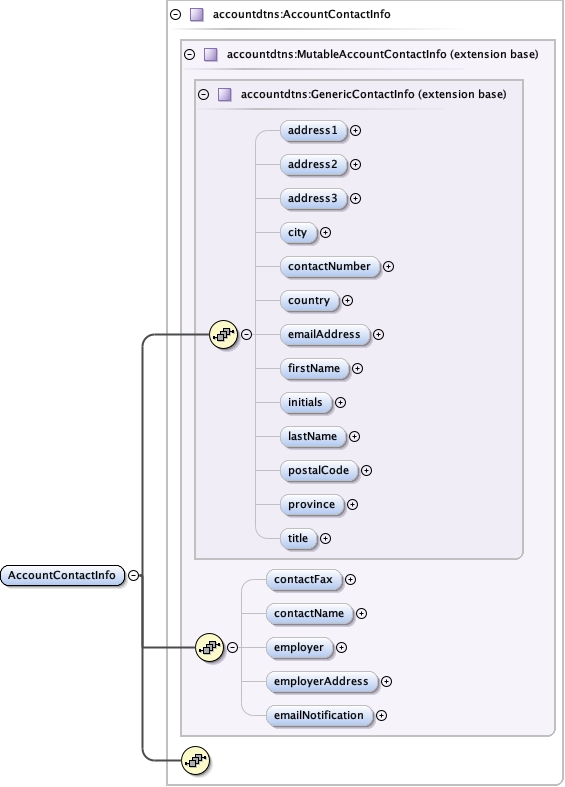 accountdtns:AccountContactInfo
accountdtns:MutableAccountContactInfo (extension base)
accountdtns:GenericContactInfo (extension base)
address1
address2
address3
city
contactNumber
country
emailAddress
firstName
initials
lastName
postalCode
province
title
AccountContactInfo
contactFax
contactName
employer
employerAddress
emailNotification